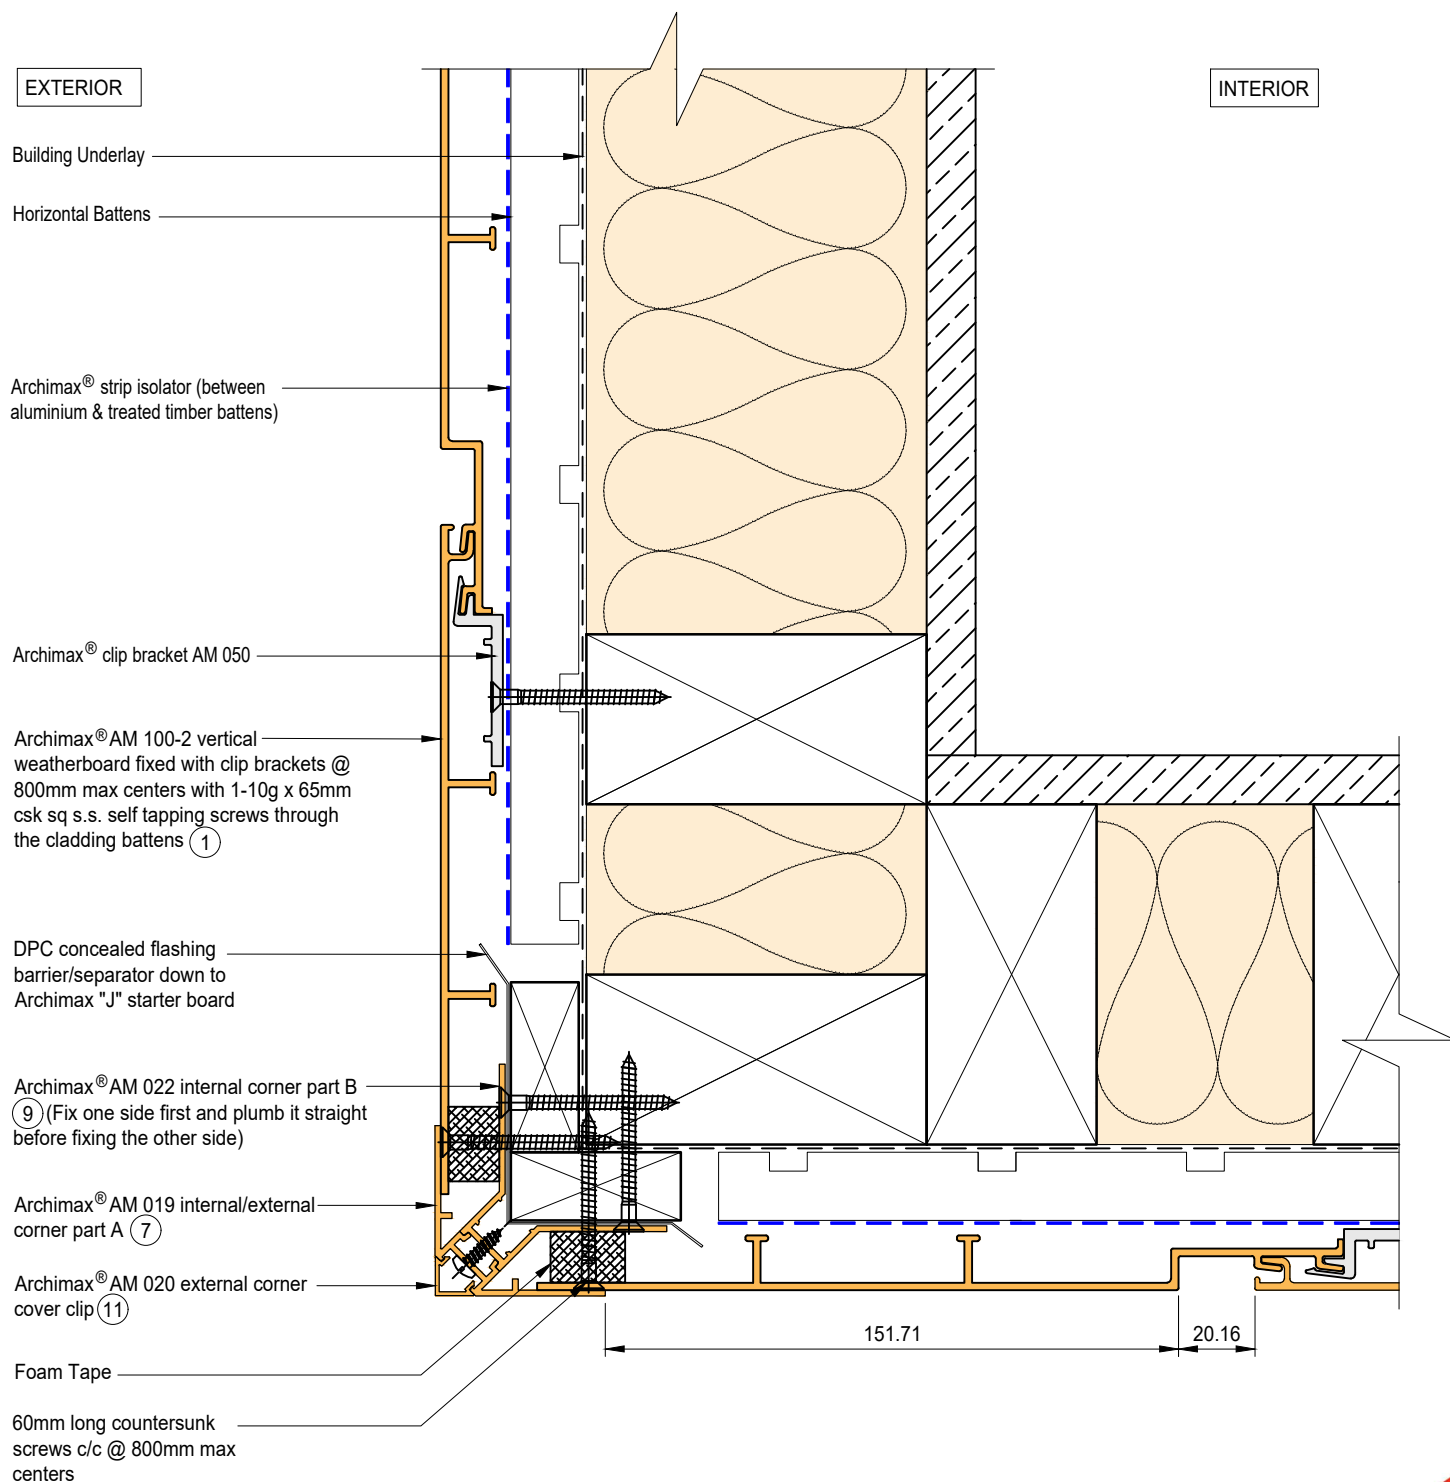 EXTERIOR
INTERIOR
Building Underlay
Horizontal Battens
Archimax® strip isolator (between
aluminium & treated timber battens)
Archimax® clip bracket AM 050
Archimax® AM 100-2 vertical
weatherboard fixed with clip brackets @
800mm max centers with 1-10g x 65mm
csk sq s.s. self tapping screws through
the cladding battens 1
DPC concealed flashing
barrier/separator down to
Archimax "J" starter board
Archimax® AM 022 internal corner part B
9 (Fix one side first and plumb it straight
before fixing the other side)
Archimax® AM 019 internal/external
corner part A 7
Archimax® AM 020 external corner
cover clip 11
151.71
20.16
Foam Tape
60mm long countersunk
screws c/c @ 800mm max
centers